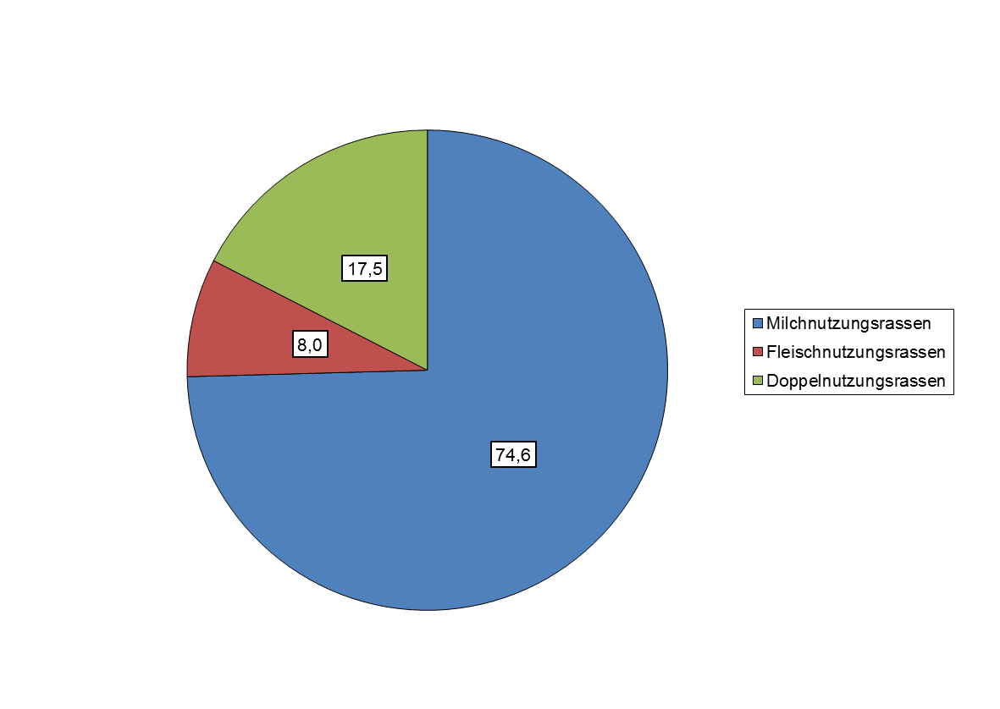 17,5
8,0
74,6
Milchnutzungsrassen
Fleischnutzungsrassen
Doppelnutzungsrassen